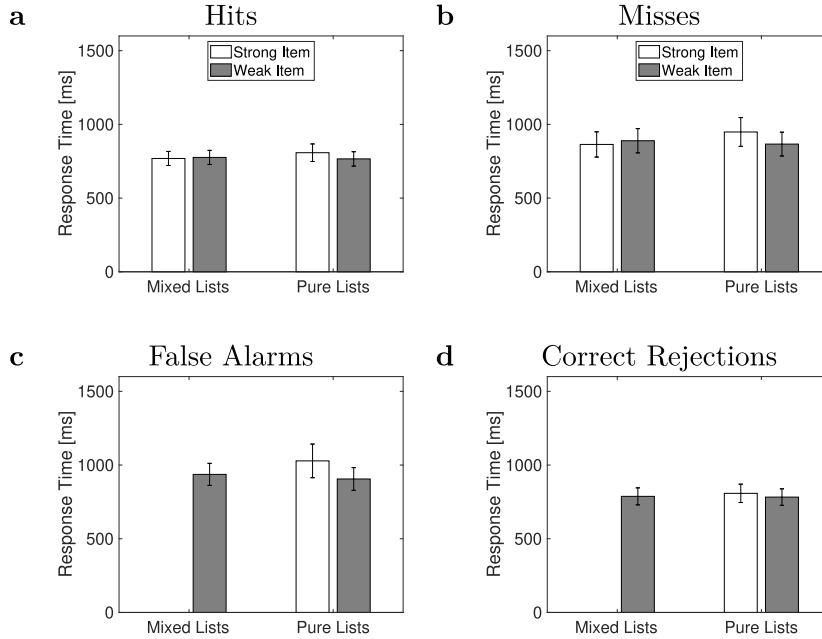 a Hits
1500
1000
500
0
Response Time [ms]
Strong Item
Weak Item
Mixed Lists Pure Lists
b Misses
1500
1000
500
0
Response Time [ms]
Strong Item
Weak Item
Mixed Lists Pure Lists
c False Alarms
1500
1000
500
0
Response Time [ms]
Mixed Lists Pure Lists
d Correct Rejections
1500
1000
500
0
Response Time [ms]
Mixed Lists Pure Lists